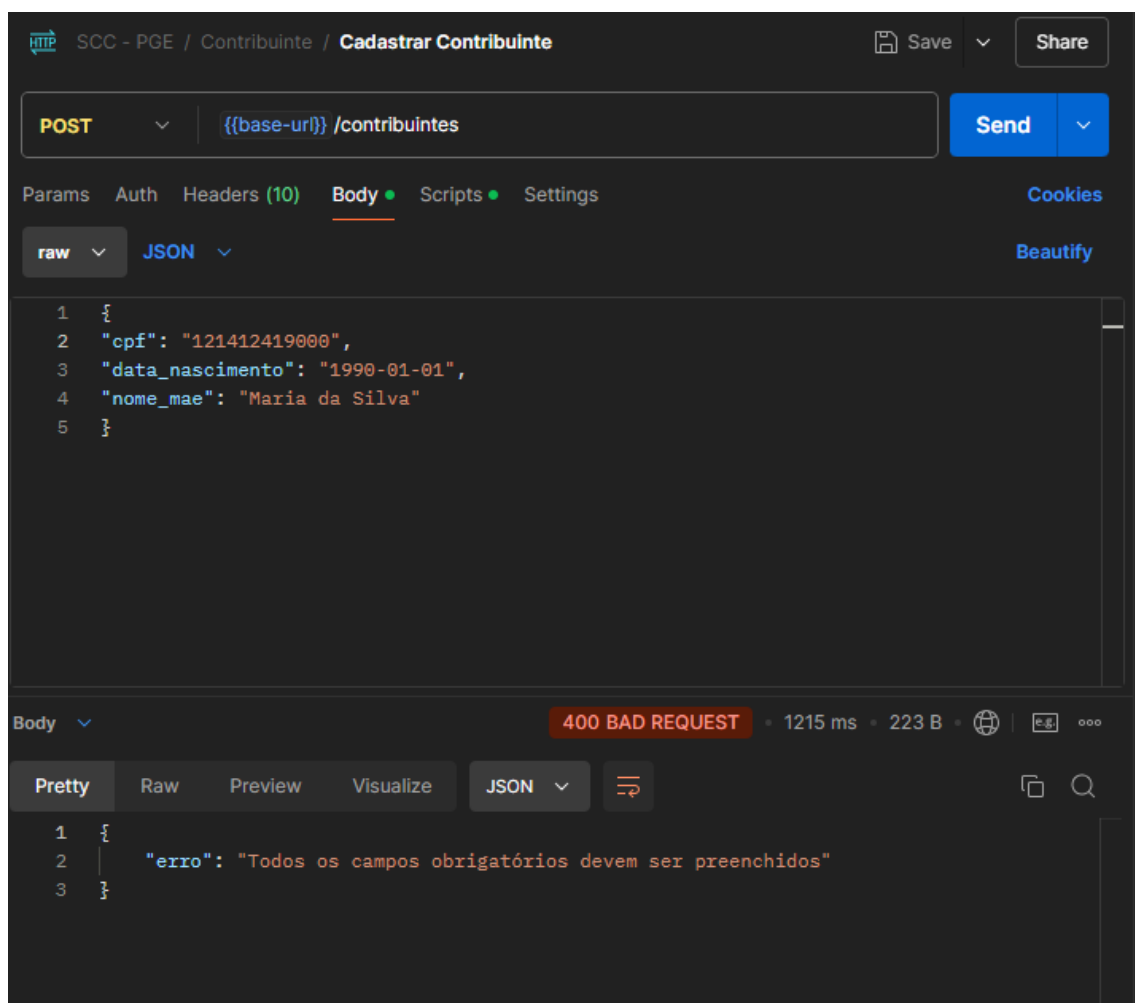 HTTP SCC - PGE / Contribuinte / Cadastrar Contribuinte Save Share
POST {{base-url}} /contribuintes Send
Params Auth Headers (10) Body Scripts Settings Cookies
raw JSON Beautify
1 {
2 "cpf": "121412419000",
3 "data_nascimento": "1990-01-01",
4 "nome_mae": "Maria da Silva"
5 }
Body 400 BAD REQUEST 1215 ms 223 B e.g.
Pretty Raw Preview Visualize JSON
1 {
2 "erro": "Todos os campos obrigatórios devem ser preenchidos"
3 }